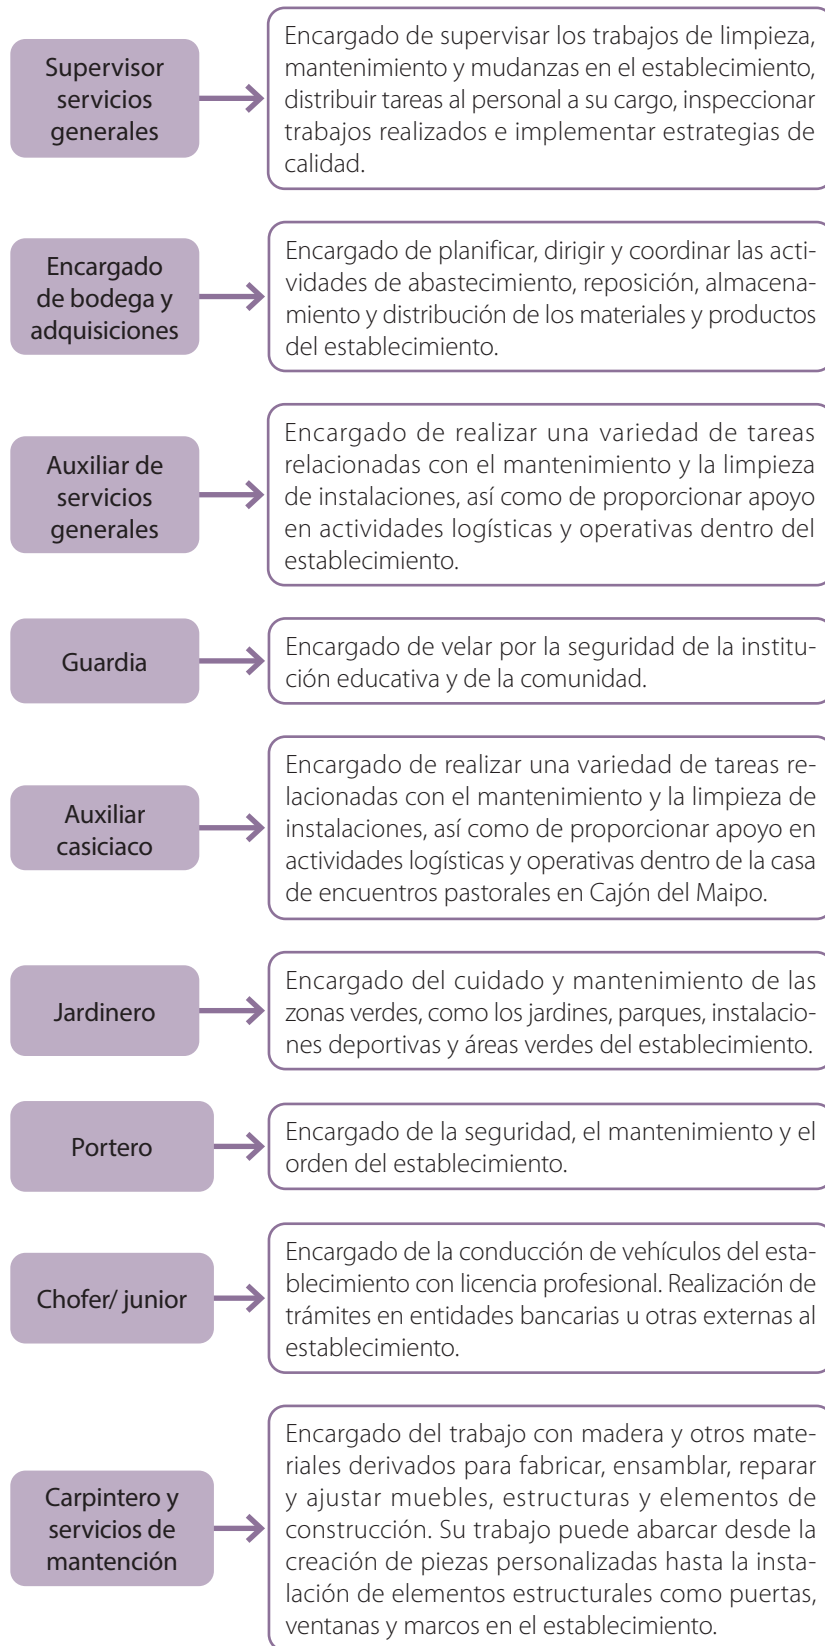 Supervisor
servicios
generales
Encargado de supervisar los trabajos de limpieza,
mantenimiento y mudanzas en el establecimiento,
distribuir tareas al personal a su cargo, inspeccionar
trabajos realizados e implementar estrategias de
calidad.
Encargado
de bodega y
adquisiciones
Encargado de planificar, dirigir y coordinar las acti-
vidades de abastecimiento, reposición, almacena-
miento y distribución de los materiales y productos
del establecimiento.
Auxiliar de
servicios
generales
Encargado de realizar una variedad de tareas
relacionadas con el mantenimiento y la limpieza
de instalaciones, así como de proporcionar apoyo
en actividades logísticas y operativas dentro del
establecimiento.
Guardia
Encargado de velar por la seguridad de la institu-
ción educativa y de la comunidad.
Auxiliar
casiciaco
Encargado de realizar una variedad de tareas re-
lacionadas con el mantenimiento y la limpieza de
instalaciones, así como de proporcionar apoyo en
actividades logísticas y operativas dentro de la casa
de encuentros pastorales en Cajón del Maipo.
Jardinero
Encargado del cuidado y mantenimiento de las
zonas verdes, como los jardines, parques, instalacio-
nes deportivas y áreas verdes del establecimiento.
Portero
Encargado de la seguridad, el mantenimiento y el
orden del establecimiento.
Chofer/ junior
Encargado de la conducción de vehículos del esta-
blecimiento con licencia profesional. Realización de
trámites en entidades bancarias u otras externas al
establecimiento.
Carpintero y
servicios de
mantención
Encargado del trabajo con madera y otros mate-
riales derivados para fabricar, ensamblar, reparar
y ajustar muebles, estructuras y elementos de
construcción. Su trabajo puede abarcar desde la
creación de piezas personalizadas hasta la insta-
lación de elementos estructurales como puertas,
ventanas y marcos en el establecimiento.